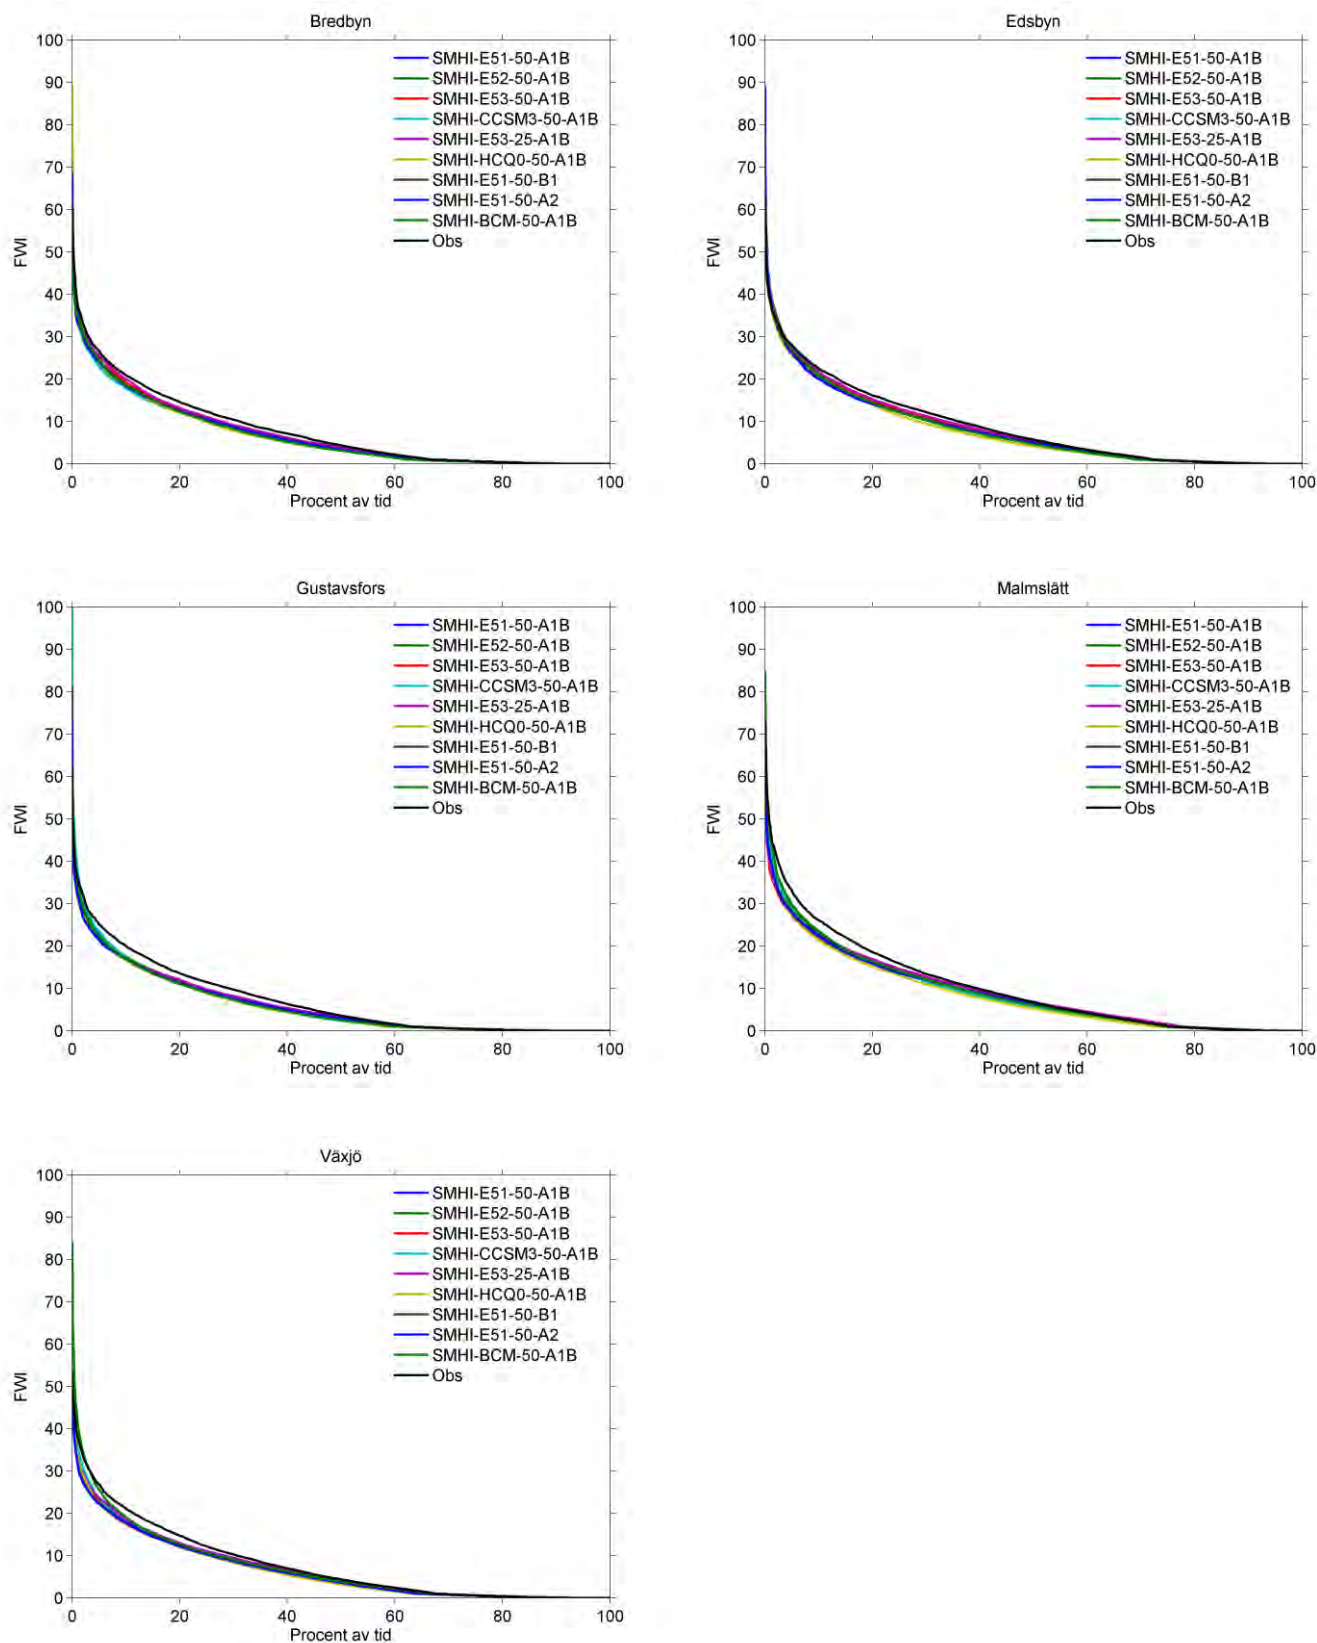 Bredbyn
100
90
80
70
60
50
40
30
20
10
0
FWI
SMHI-E51-50-A1B
SMHI-E52-50-A1B
SMHI-E53-50-A1B
SMHI-CCSM3-50-A1B
SMHI-E53-25-A1B
SMHI-HCQ0-50-A1B
SMHI-E51-50-B1
SMHI-E51-50-A2
SMHI-BCM-50-A1B
Obs
0 20 40 60 80 100
Procent av tid
Edsbyn
100
90
80
70
60
50
40
30
20
10
0
FWI
SMHI-E51-50-A1B
SMHI-E52-50-A1B
SMHI-E53-50-A1B
SMHI-CCSM3-50-A1B
SMHI-E53-25-A1B
SMHI-HCQ0-50-A1B
SMHI-E51-50-B1
SMHI-E51-50-A2
SMHI-BCM-50-A1B
Obs
0 20 40 60 80 100
Procent av tid
Gustavsfors
100
90
80
70
60
50
40
30
20
10
0
FWI
SMHI-E51-50-A1B
SMHI-E52-50-A1B
SMHI-E53-50-A1B
SMHI-CCSM3-50-A1B
SMHI-E53-25-A1B
SMHI-HCQ0-50-A1B
SMHI-E51-50-B1
SMHI-E51-50-A2
SMHI-BCM-50-A1B
Obs
0 20 40 60 80 100
Procent av tid
Malmslätt
100
90
80
70
60
50
40
30
20
10
0
FWI
SMHI-E51-50-A1B
SMHI-E52-50-A1B
SMHI-E53-50-A1B
SMHI-CCSM3-50-A1B
SMHI-E53-25-A1B
SMHI-HCQ0-50-A1B
SMHI-E51-50-B1
SMHI-E51-50-A2
SMHI-BCM-50-A1B
Obs
0 20 40 60 80 100
Procent av tid
Växjö
100
90
80
70
60
50
40
30
20
10
0
FWI
SMHI-E51-50-A1B
SMHI-E52-50-A1B
SMHI-E53-50-A1B
SMHI-CCSM3-50-A1B
SMHI-E53-25-A1B
SMHI-HCQ0-50-A1B
SMHI-E51-50-B1
SMHI-E51-50-A2
SMHI-BCM-50-A1B
Obs
0 20 40 60 80 100
Procent av tid